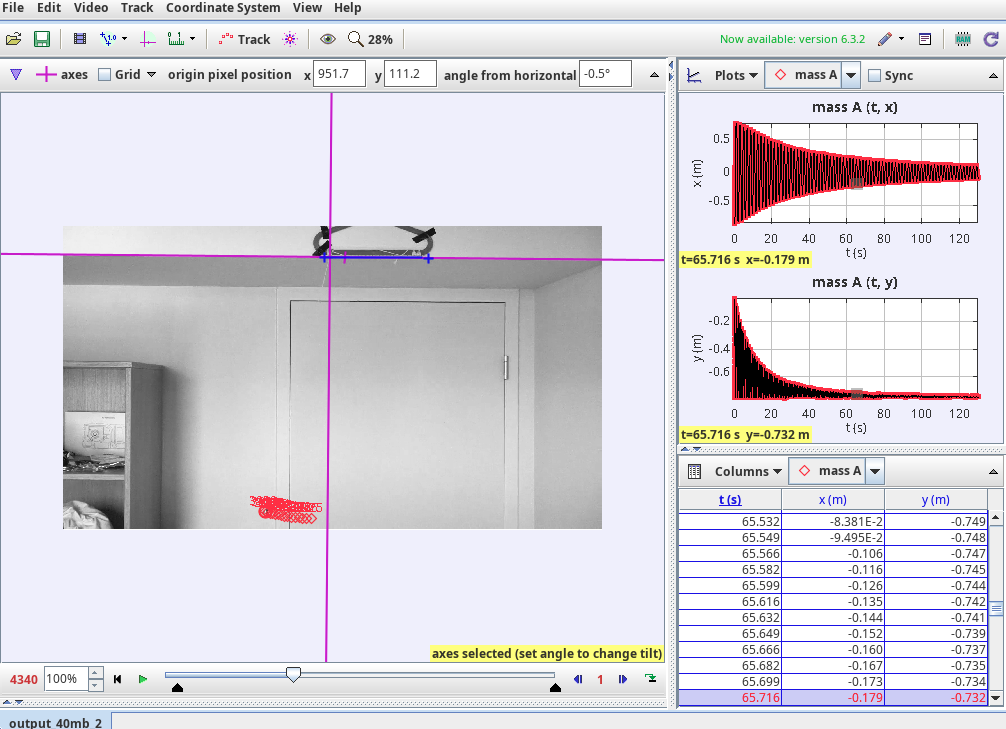 File Edit Video Track Coordinate System View Help
Track 28% Now available: version 6.3.2
axes Grid origin pixel position x 951.7 y 111.2 angle from horizontal -0.5°
Plots mass A Sync
mass A (t, x)
0.5
0
-0.5
x (m)
0 20 40 60 80 100 120
t (s)
t=65.716 s x=-0.179 m
mass A (t, y)
-0.2
-0.4
-0.6
y (m)
0 20 40 60 80 100 120
t (s)
t=65.716 s y=-0.732 m
Columns mass A
t (s) x (m) y (m)
65.532 -8.381E-2 -0.749
65.549 -9.495E-2 -0.748
65.566 -0.106 -0.747
65.582 -0.116 -0.745
65.599 -0.126 -0.744
65.616 -0.135 -0.742
65.632 -0.144 -0.741
65.649 -0.152 -0.739
65.666 -0.160 -0.737
65.682 -0.167 -0.735
65.699 -0.173 -0.734
65.716 -0.179 -0.732
axes selected (set angle to change tilt)
4340 100% 1
output_40mb_2